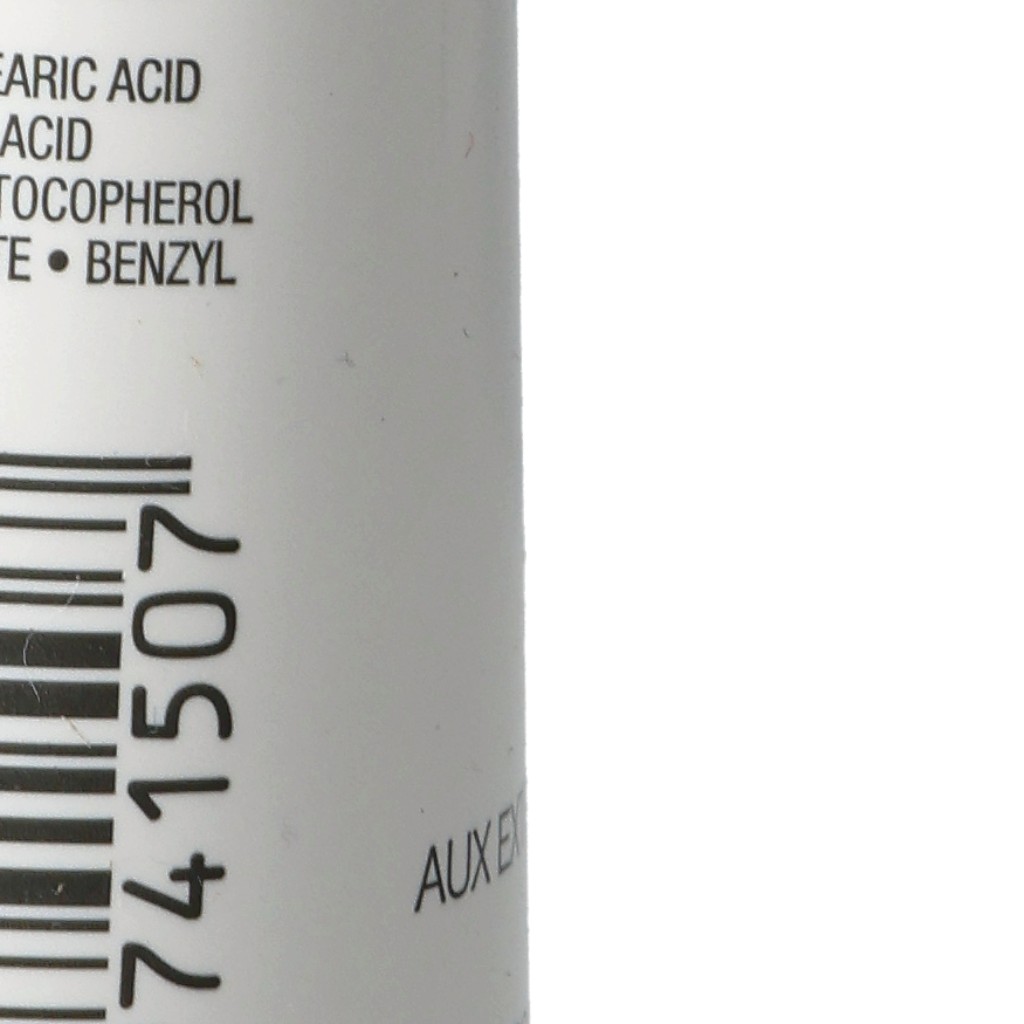 EARIC ACID
ACID
TOCOPHEROL
TE • BENZYL
741507
AUX EX